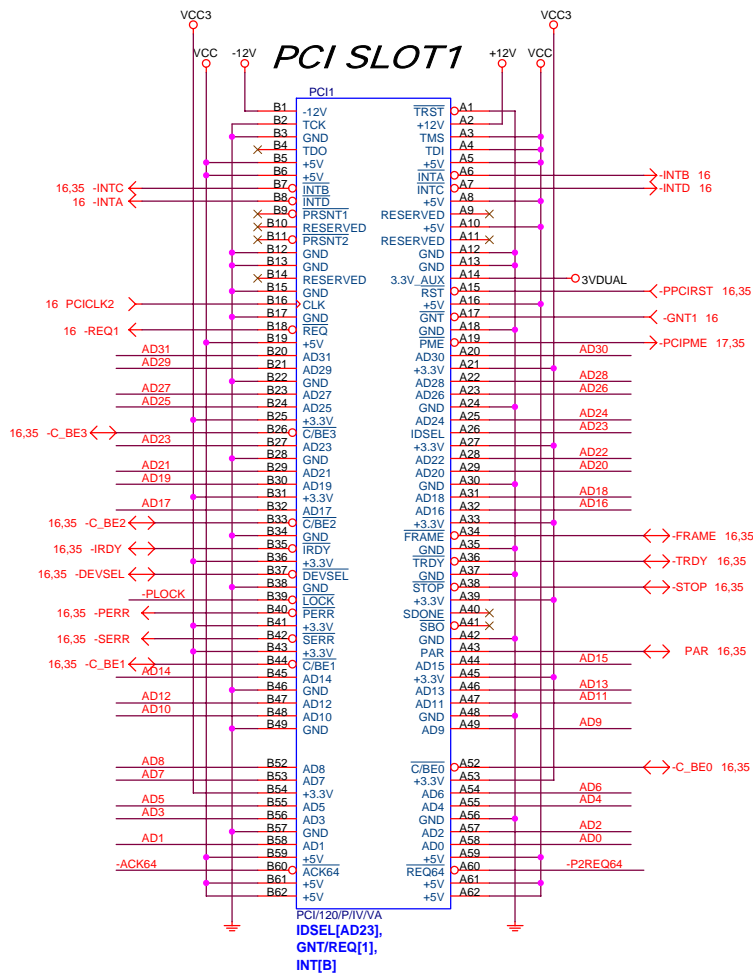 VCC3 VCC3
VCC -12V PCI SLOT1 +12V VCC
PCI1
B1 -12V TRST A1
B2 TCK +12V A2
B3 GND TMS A3
B4 TDO TDI A4
B5 +5V +5V A5
B6 +5V INTA A6 -INTB 16
16,35 -INTC B7 INTB INTC A7 -INTD 16
16 -INTA B8 INTD +5V A8
B9 PRSNT1 RESERVED A9
B10 RESERVED +5V A10
B11 PRSNT2 RESERVED A11
B12 GND GND A12
B13 GND GND A13
B14 RESERVED 3.3V_AUX A14 3VDUAL
B15 GND RST A15 -PPCIRST 16,35
16 PCICLK2 B16 CLK +5V A16
B17 GND GNT A17 -GNT1 16
16 -REQ1 B18 REQ GND A18
B19 +5V PME A19 -PCIPME 17,35
AD31 B20 AD31 AD30 A20 AD30
AD29 B21 AD29 +3.3V A21
B22 GND AD28 A22 AD28
AD27 B23 AD27 AD26 A23 AD26
AD25 B24 AD25 GND A24
B25 +3.3V AD24 A25 AD24
16,35 -C_BE3 B26 C/BE3 IDSEL A26 AD23
AD23 B27 AD23 +3.3V A27
B28 GND AD22 A28 AD22
AD21 B29 AD21 AD20 A29 AD20
AD19 B30 AD19 GND A30
B31 +3.3V AD18 A31 AD18
AD17 B32 AD17 AD16 A32 AD16
16,35 -C_BE2 B33 C/BE2 +3.3V A33
B34 GND FRAME A34 -FRAME 16,35
16,35 -IRDY B35 IRDY GND A35
B36 +3.3V TRDY A36 -TRDY 16,35
16,35 -DEVSEL B37 DEVSEL GND A37
B38 GND STOP A38 -STOP 16,35
-PLOCK B39 LOCK +3.3V A39
16,35 -PERR B40 PERR SDONE A40
B41 +3.3V SBO A41
16,35 -SERR B42 SERR GND A42
B43 +3.3V PAR A43 PAR 16,35
16,35 -C_BE1 B44 C/BE1 AD15 A44 AD15
AD14 B45 AD14 +3.3V A45
B46 GND AD13 A46 AD13
AD12 B47 AD12 AD11 A47 AD11
AD10 B48 AD10 GND A48
B49 GND AD9 A49 AD9
AD8 B52 AD8 C/BE0 A52 -C_BE0 16,35
AD7 B53 AD7 +3.3V A53
B54 +3.3V AD6 A54 AD6
AD5 B55 AD5 AD4 A55 AD4
AD3 B56 AD3 GND A56
B57 GND AD2 A57 AD2
AD1 B58 AD1 AD0 A58 AD0
B59 +5V +5V A59
-ACK64 B60 ACK64 REQ64 A60 -P2REQ64
B61 +5V +5V A61
B62 +5V +5V A62
PCI/120/P/IV/VA
IDSEL[AD23],
GNT/REQ[1],
INT[B]